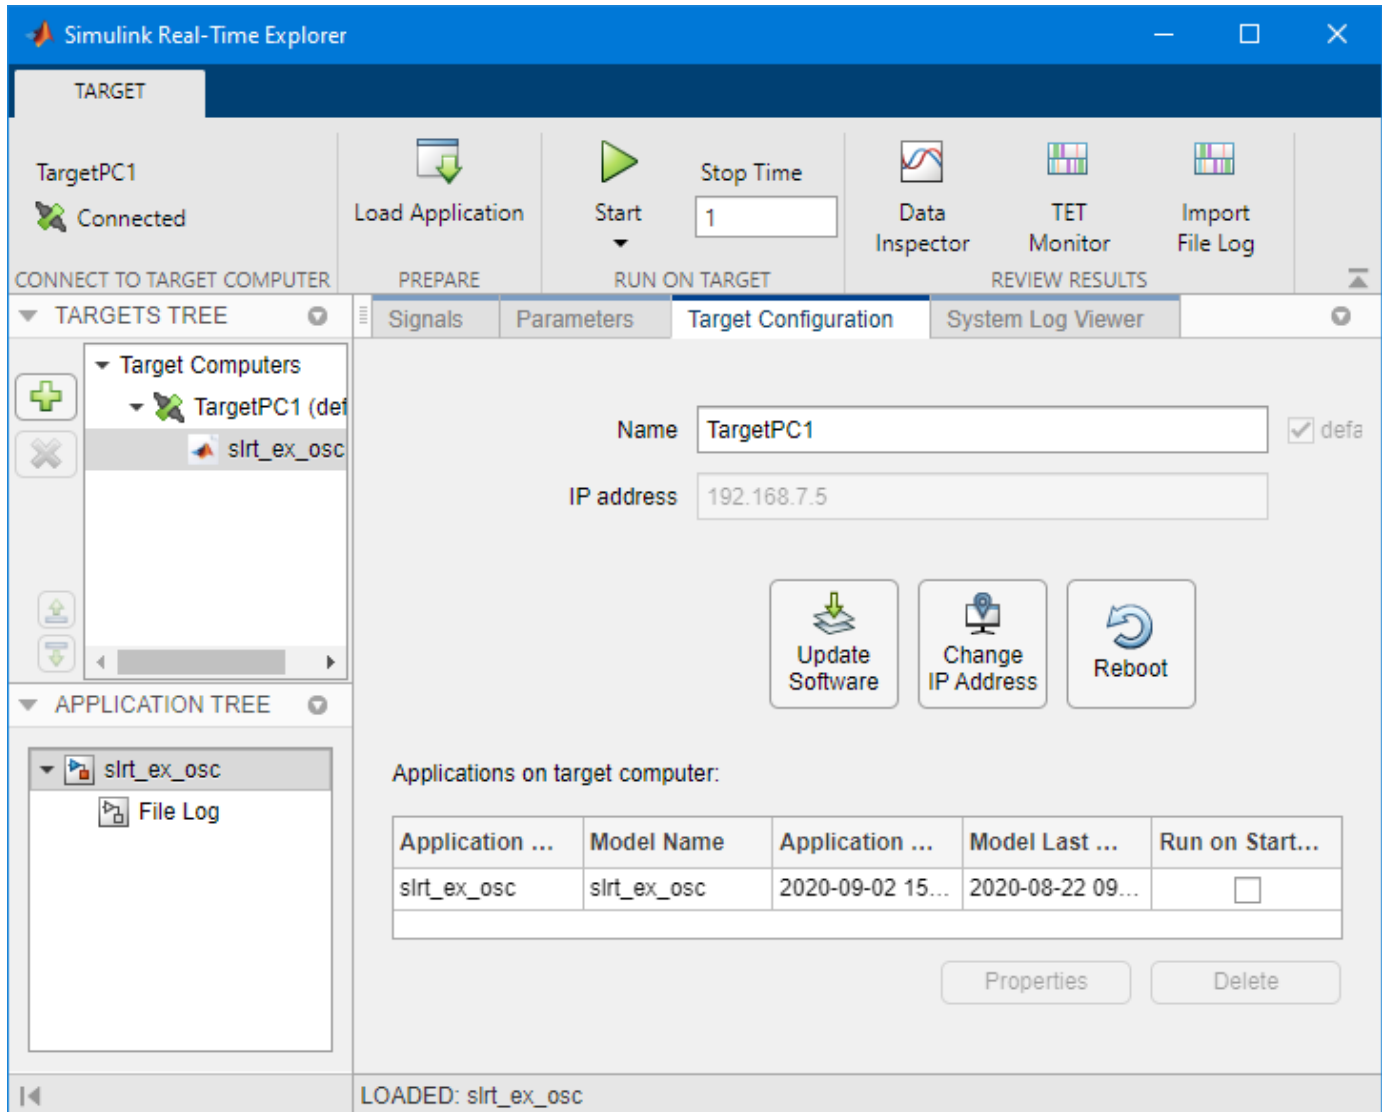 Simulink Real-Time Explorer
TARGET
TargetPC1
Connected
CONNECT TO TARGET COMPUTER
Load Application
PREPARE
Start
Stop Time
1
RUN ON TARGET
Data
Inspector
TET
Monitor
Import
File Log
REVIEW RESULTS
TARGETS TREE
Target Computers
TargetPC1 (def
slrt_ex_osc
APPLICATION TREE
slrt_ex_osc
File Log
Signals
Parameters
Target Configuration
System Log Viewer
Name
TargetPC1
defa
IP address
192.168.7.5
Update
Software
Change
IP Address
Reboot
Applications on target computer:
Application ... Model Name Application ... Model Last ... Run on Start...
slrt_ex_osc slrt_ex_osc 2020-09-02 15... 2020-08-22 09...
Properties
Delete
LOADED: slrt_ex_osc